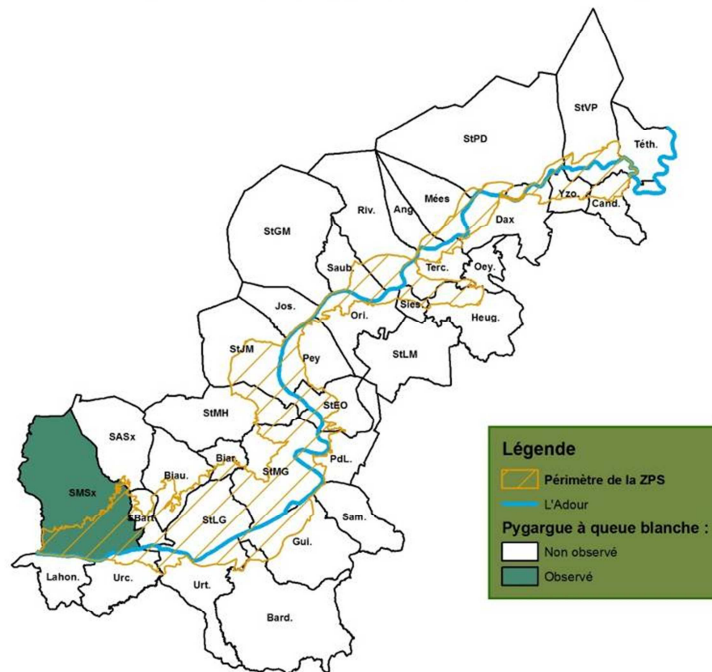 StVP
StPD
Téth.
Mées
Ang
Riv.
Yzo.
Cand.
Dax
StGM
Saub.
Terc.
Oey.
Jos.
Ori.
Sies.
Heug.
StJM
Pey
StLM
StMH
StEO
SASx
Biar.
Biau.
StMG
PdL.
SMSx
SBart
StLG
Sam.
Gui.
Lahon.
Urc.
Urt.
Bard.
Légende
Périmètre de la ZPS
L'Adour
Pygargue à queue blanche :
Non observé
Observé